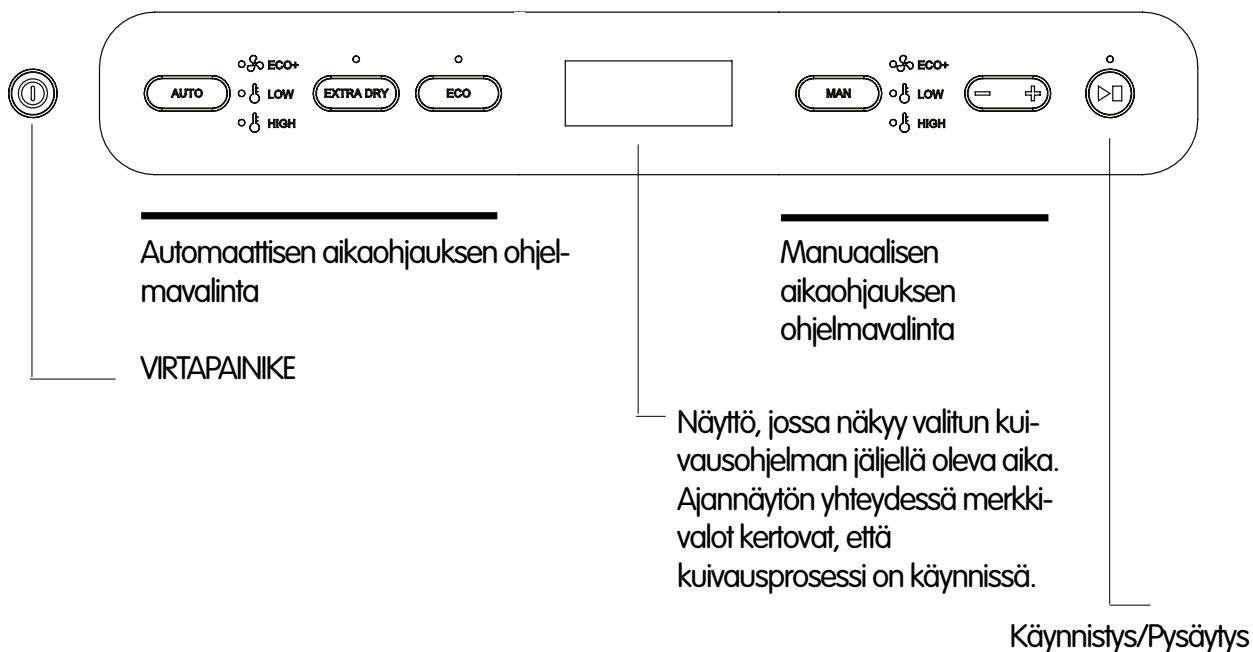 ECO+
ECO+
AUTO
LOW
EXTRA DRY
ECO
MAN
LOW
HIGH
HIGH
Automaattisen aikaohjauksen ohjel-
mavalinta
VIRTAPAINIKE
Manuaalisen
aikaohjauksen
ohjelmavalinta
Näyttö, jossa näkyy valitun kui-
vausohjelman jäljellä oleva aika.
Ajannäytön yhteydessä merkki-
valot kertovat, että
kuivausprosessi on käynnissä.
Käynnistys/Pysäytys